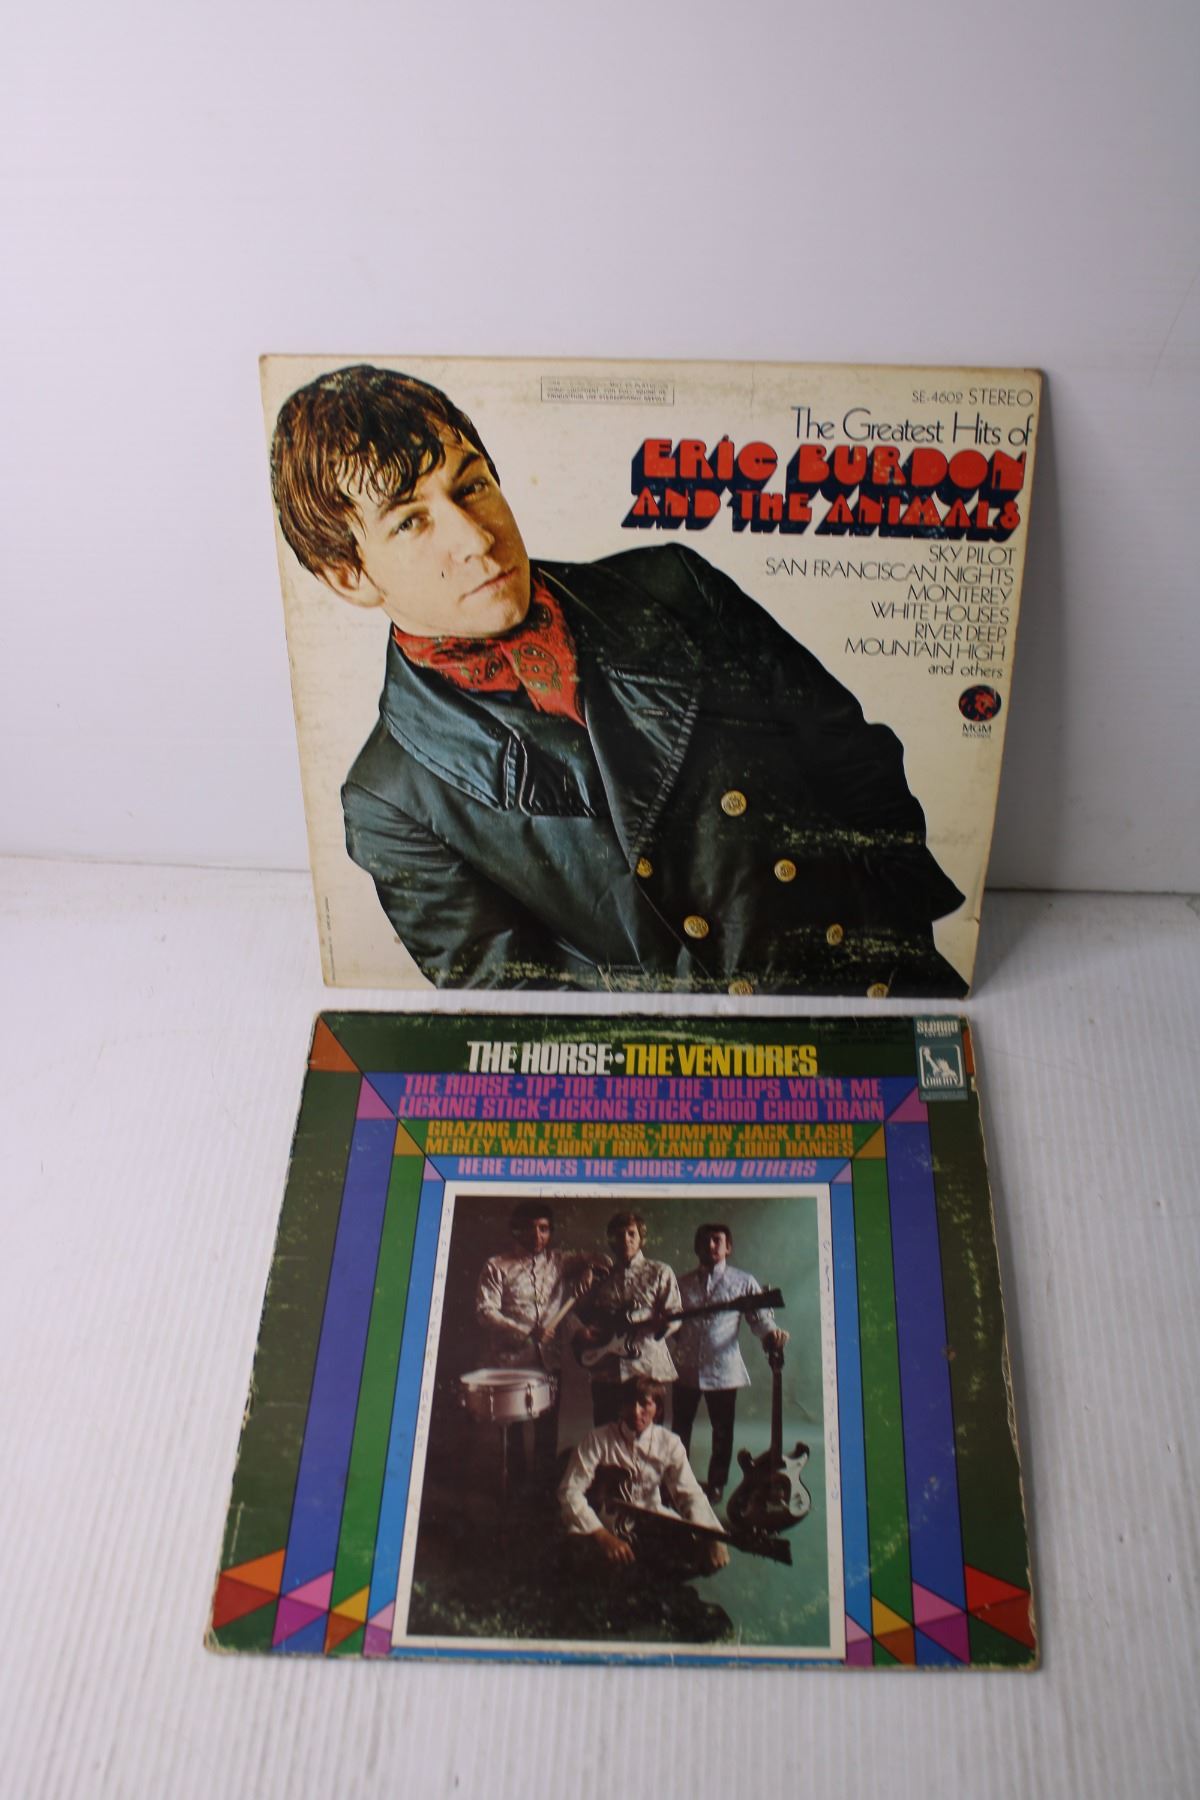 SE-4602 STEREO
The Greatest Hits of
ERIC BURDON
AND THE ANIMALS
SKY PILOT
SAN FRANCISCAN NIGHTS
MONTEREY
WHITE HOUSES
RIVER DEEP,
MOUNTAIN HIGH
and others
MGM
RECORDS
STEREO
LIBERTY
THE HORSE•THE VENTURES
THE HORSE•TIP-TOE THRU' THE TULIPS WITH ME
LICKING STICK-LICKING STICK•CHOO CHOO TRAIN
GRAZING IN THE GRASS•JUMPIN' JACK FLASH
MEDLEY: WALK-DON'T RUN/LAND OF 1,000 DANCES
HERE COMES THE JUDGE•AND OTHERS